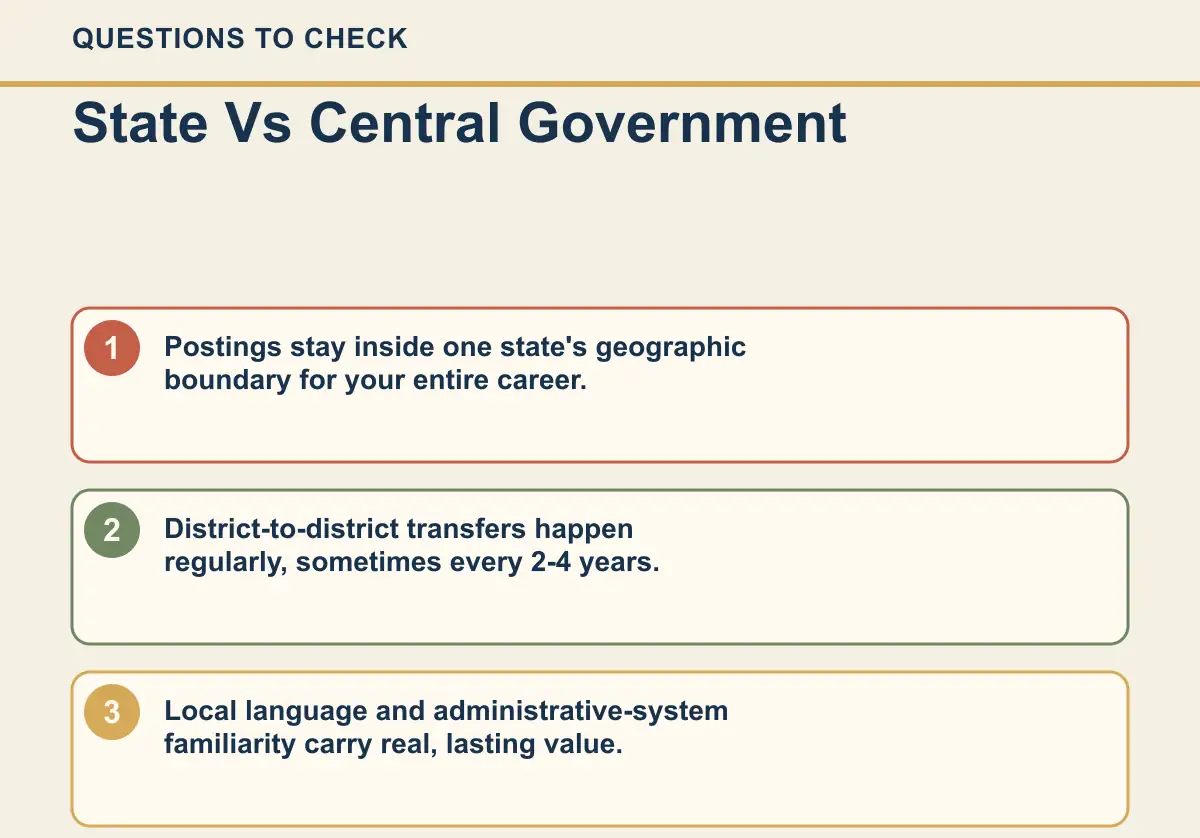 QUESTIONS TO CHECK
State Vs Central Government
1
Postings stay inside one state's geographic
boundary for your entire career.
2
District-to-district transfers happen
regularly, sometimes every 2-4 years.
3
Local language and administrative-system
familiarity carry real, lasting value.